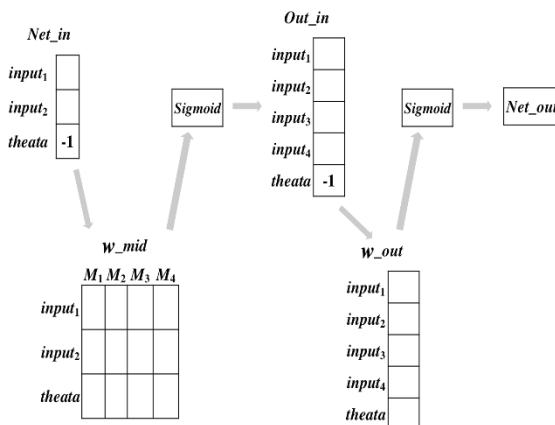 Net_in
input₁
input₂
theata -1
Sigmoid
Out_in
input₁
input₂
input₃
input₄
theata -1
Sigmoid
Net_out
w_mid
M₁ M₂ M₃ M₄
input₁
input₂
theata
w_out
input₁
input₂
input₃
input₄
theata